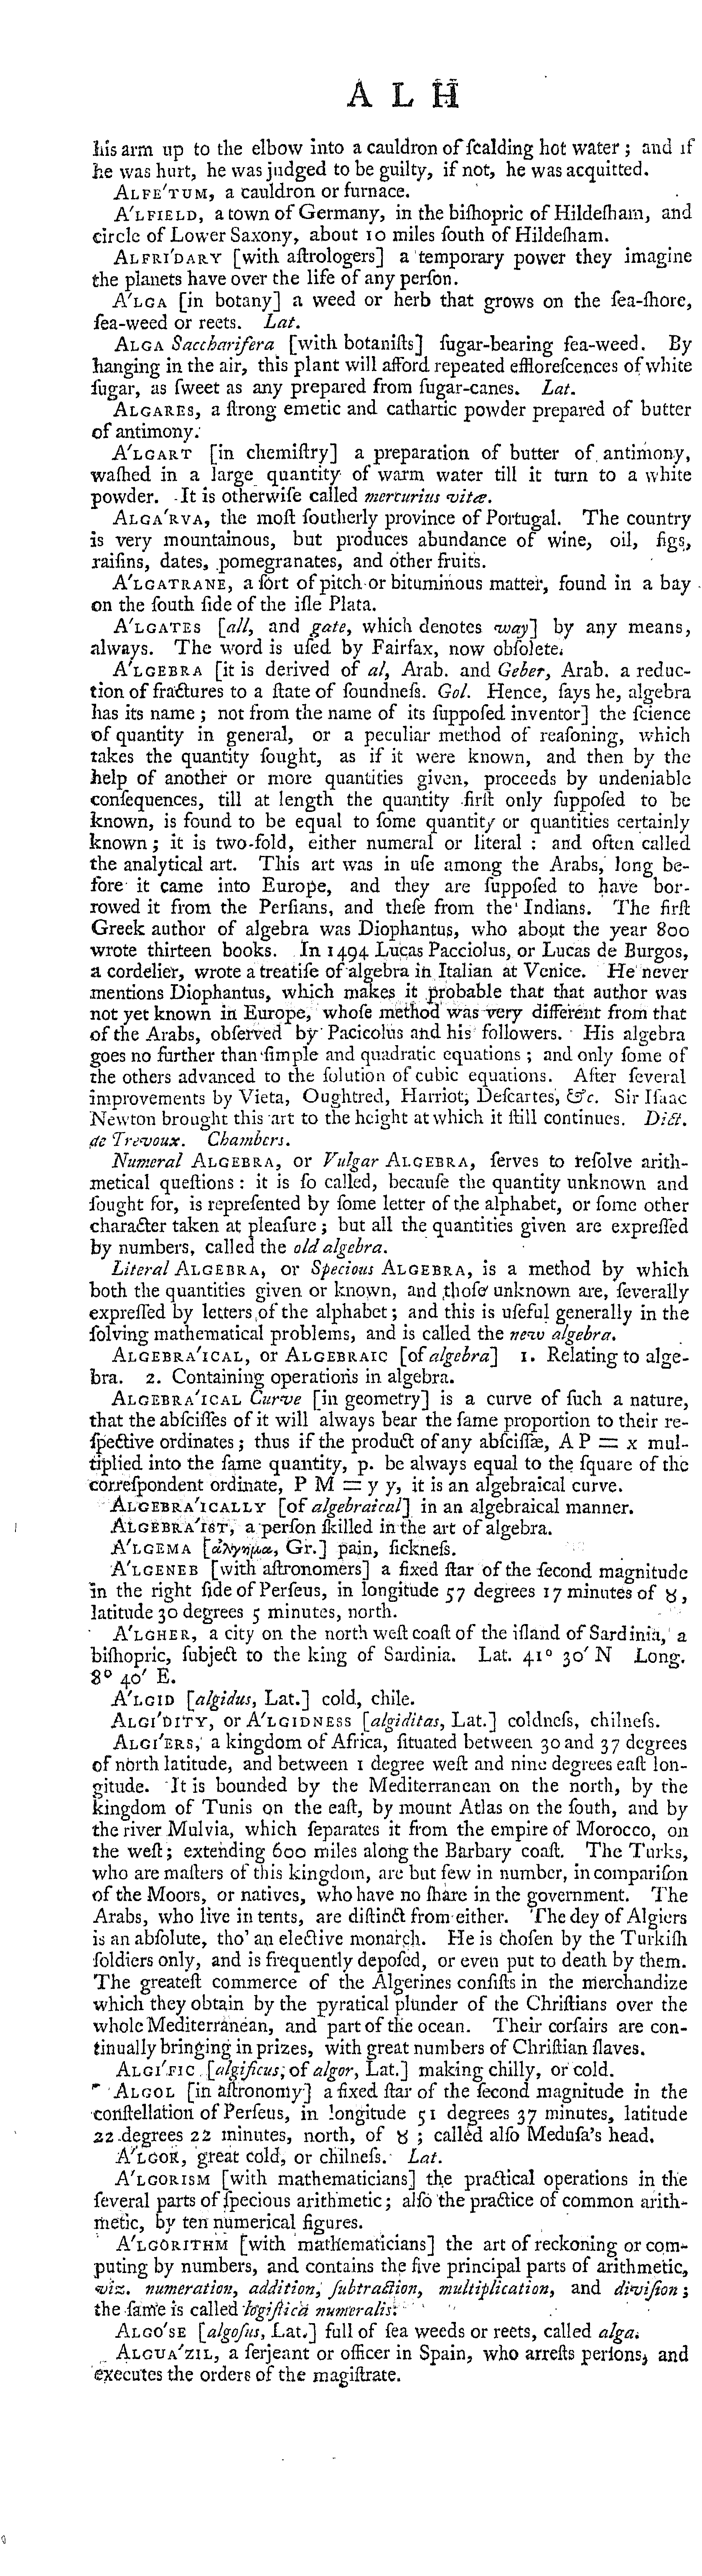 A L H
his arm up to the elbow into a cauldron of ſcalding hot water ; and if
he was hurt, he was judged to be guilty, if not, he was acquitted.
ALFE′TUM, a cauldron or furnace.
A′LFIELD, a town of Germany, in the biſhopric of Hildeſham, and
circle of Lower Saxony, about 10 miles ſouth of Hildeſham.
ALFRI′DARY [with aſtrologers] a temporary power they imagine
the planets have over the life of any perſon.
A′LGA [in botany] a weed or herb that grows on the ſea-ſhore,
ſea-weed or reets. Lat.
ALGA Saccharifera [with botaniſts] ſugar-bearing ſea-weed. By
hanging in the air, this plant will afford repeated effloreſcences of white
ſugar, as ſweet as any prepared from ſugar-canes. Lat.
ALGARES, a ſtrong emetic and cathartic powder prepared of butter
of antimony.
A′LGART [in chemiſtry] a preparation of butter of antimony,
waſhed in a large quantity of warm water till it turn to a white
powder. It is otherwiſe called mercurius vitæ.
ALGA′RVA, the moſt ſoutherly province of Portugal. The country
is very mountainous, but produces abundance of wine, oil, figs,
raiſins, dates, pomegranates, and other fruits.
A′LGATRANE, a ſort of pitch or bituminous matter, found in a bay
on the ſouth ſide of the iſle Plata.
A′LGATES [all, and gate, which denotes way] by any means,
always. The word is uſed by Fairfax, now obſolete.
A′LGEBRA [it is derived of al, Arab. and Geber, Arab. a reduc-
tion of fractures to a ſtate of ſoundneſs. Gol. Hence, ſays he, algebra
has its name ; not from the name of its ſuppoſed inventor] the ſcience
of quantity in general, or a peculiar method of reaſoning, which
takes the quantity ſought, as if it were known, and then by the
help of another or more quantities given, proceeds by undeniable
conſequences, till at length the quantity firſt only ſuppoſed to be
known, is found to be equal to ſome quantity or quantities certainly
known ; it is two-fold, either numeral or literal : and often called
the analytical art. This art was in uſe among the Arabs, long be-
fore it came into Europe, and they are ſuppoſed to have bor-
rowed it from the Perſians, and theſe from the Indians. The firſt
Greek author of algebra was Diophantus, who about the year 800
wrote thirteen books. In 1494 Lucas Pacciolus, or Lucas de Burgos,
a cordelier, wrote a treatiſe of algebra in Italian at Venice. He never
mentions Diophantus, which makes it probable that that author was
not yet known in Europe, whoſe method was very different from that
of the Arabs, obſerved by Pacicolus and his followers. His algebra
goes no further than ſimple and quadratic equations ; and only ſome of
the others advanced to the ſolution of cubic equations. After ſeveral
improvements by Vieta, Oughtred, Harriot, Deſcartes, &c. Sir Iſaac
Newton brought this art to the height at which it ſtill continues. Dict.
de Trevoux. Chambers.
Numeral ALGEBRA, or Vulgar ALGEBRA, ſerves to reſolve arith-
metical queſtions : it is ſo called, becauſe the quantity unknown and
ſought for, is repreſented by ſome letter of the alphabet, or ſome other
character taken at pleaſure ; but all the quantities given are expreſſed
by numbers, called the old algebra.
Literal ALGEBRA, or Specious ALGEBRA, is a method by which
both the quantities given or known, and thoſe unknown are, ſeverally
expreſſed by letters of the alphabet ; and this is uſeful generally in the
ſolving mathematical problems, and is called the new algebra.
ALGEBRA′ICAL, or ALGEBRAIC [of algebra] 1. Relating to alge-
bra. 2. Containing operations in algebra.
ALGEBRA′ICAL Curve [in geometry] is a curve of ſuch a nature,
that the abſciſſes of it will always bear the ſame proportion to their re-
ſpective ordinates ; thus if the product of any abſciſſæ, A P = x mul-
tiplied into the ſame quantity, p. be always equal to the ſquare of the
correſpondent ordinate, P M = y y, it is an algebraical curve.
ALGEBRA′ICALLY [of algebraical] in an algebraical manner.
ALGEBRA′IST, a perſon ſkilled in the art of algebra.
A′LGEMA [ἀλγημα, Gr.] pain, ſickneſs.
A′LGENEB [with aſtronomers] a fixed ſtar of the ſecond magnitude
in the right ſide of Perſeus, in longitude 57 degrees 17 minutes of ♉,
latitude 30 degrees 5 minutes, north.
A′LGHER, a city on the north weſt coaſt of the iſland of Sardinia, a
biſhopric, ſubject to the king of Sardinia. Lat. 41° 30′ N Long.
8° 40′ E.
A′LGID [algidus, Lat.] cold, chile.
ALGI′DITY, or A′LGIDNESS [algiditas, Lat.] coldneſs, chilneſs.
ALGI′ERS, a kingdom of Africa, ſituated between 30 and 37 degrees
of north latitude, and between 1 degree weſt and nine degrees eaſt lon-
gitude. It is bounded by the Mediterranean on the north, by the
kingdom of Tunis on the eaſt, by mount Atlas on the ſouth, and by
the river Mulvia, which ſeparates it from the empire of Morocco, on
the weſt ; extending 600 miles along the Barbary coaſt. The Turks,
who are maſters of this kingdom, are but few in number, in compariſon
of the Moors, or natives, who have no ſhare in the government. The
Arabs, who live in tents, are diſtinct from either. The dey of Algiers
is an abſolute, tho' an elective monarch. He is choſen by the Turkiſh
ſoldiers only, and is frequently depoſed, or even put to death by them.
The greateſt commerce of the Algerines conſiſts in the merchandize
which they obtain by the pyratical plunder of the Chriſtians over the
whole Mediterranean, and part of the ocean. Their corſairs are con-
tinually bringing in prizes, with great numbers of Chriſtian ſlaves.
ALGI′FIC [algificus, of algor, Lat.] making chilly, or cold.
ALGOL [in aſtronomy] a fixed ſtar of the ſecond magnitude in the
conſtellation of Perſeus, in longitude 51 degrees 37 minutes, latitude
22 degrees 22 minutes, north, of ♉ ; called alſo Meduſa's head.
A′LGOR, great cold, or chilneſs. Lat.
A′LGORISM [with mathematicians] the practical operations in the
ſeveral parts of ſpecious arithmetic ; alſo the practice of common arith-
metic, by ten numerical figures.
A′LGORITHM [with mathematicians] the art of reckoning or com-
puting by numbers, and contains the five principal parts of arithmetic,
viz. numeration, addition, ſubtraction, multiplication, and diviſion ;
the ſame is called logiſtica numeralis.
ALGO′SE [algoſus, Lat.] full of ſea weeds or reets, called alga.
ALGUA′ZIL, a ſerjeant or officer in Spain, who arreſts perſons, and
executes the orders of the magiſtrate.